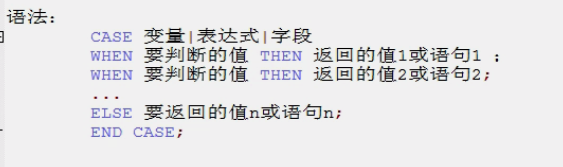 语法：
CASE 变量|表达式|字段
WHEN 要判断的值 THEN 返回的值1或语句1 ；
WHEN 要判断的值 THEN 返回的值2或语句2;
...
ELSE 要返回的值n或语句n;
END CASE;